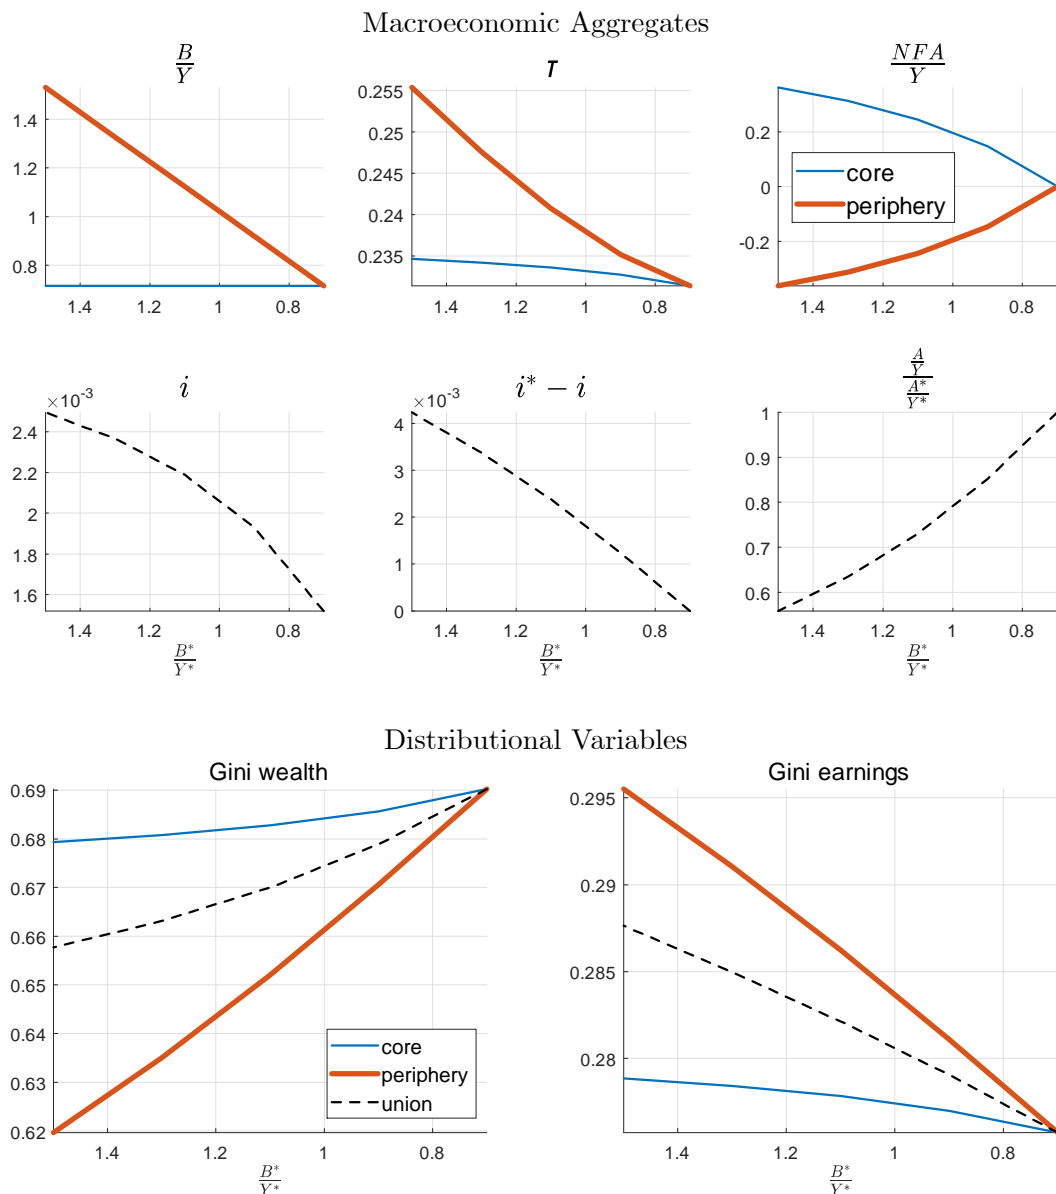 Macroeconomic Aggregates
B/Y
τ
NFA/Y
1.4
1.2
1
0.8
1.4 1.2 1 0.8
0.255
0.25
0.245
0.24
0.235
1.4 1.2 1 0.8
0.2
0
-0.2
core
periphery
1.4 1.2 1 0.8
i
×10-3
2.4
2.2
2
1.8
1.6
1.4 1.2 1 0.8
B*/Y*
i* − i
×10-3
4
3
2
1
0
1.4 1.2 1 0.8
B*/Y*
A/Y
A*/Y*
1
0.9
0.8
0.7
0.6
1.4 1.2 1 0.8
B*/Y*
Distributional Variables
Gini wealth
0.69
0.68
0.67
0.66
0.65
0.64
0.63
0.62
core
periphery
union
1.4 1.2 1 0.8
B*/Y*
Gini earnings
0.295
0.29
0.285
0.28
1.4 1.2 1 0.8
B*/Y*